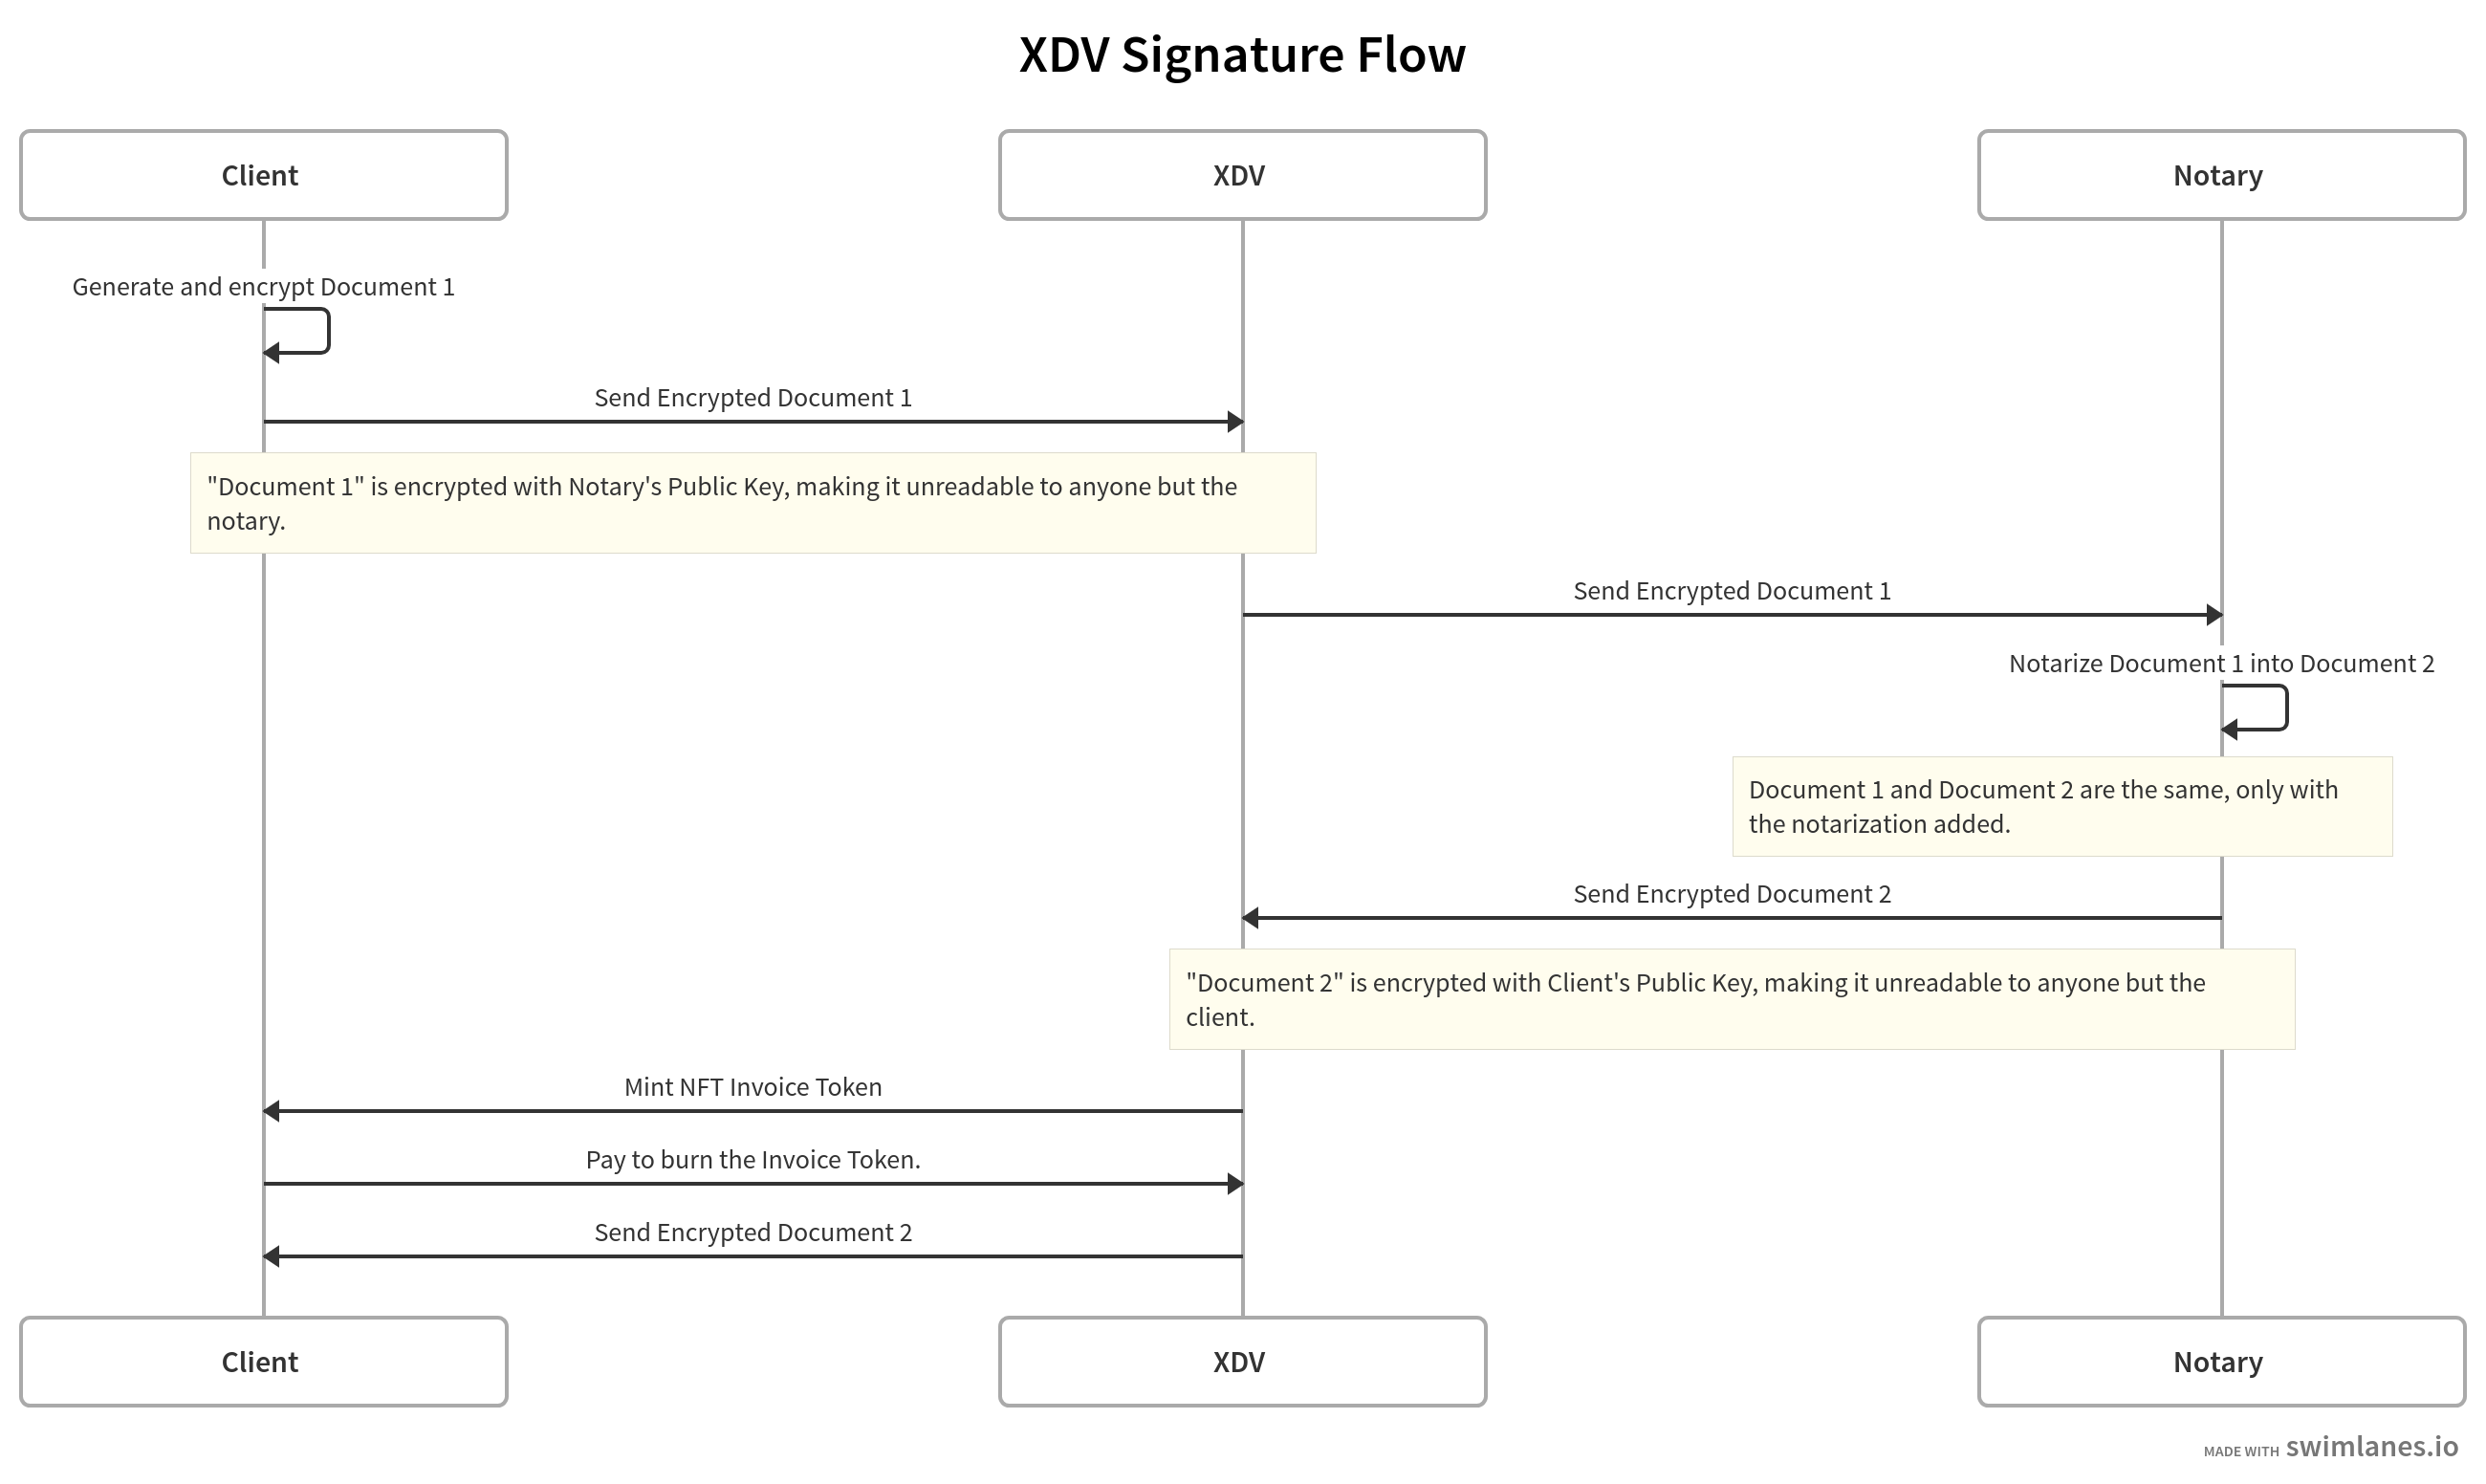 XDV Signature Flow
Client
XDV
Notary
Generate and encrypt Document 1
Send Encrypted Document 1
"Document 1" is encrypted with Notary's Public Key, making it unreadable to anyone but the
notary.
Send Encrypted Document 1
Notarize Document 1 into Document 2
Document 1 and Document 2 are the same, only with
the notarization added.
Send Encrypted Document 2
"Document 2" is encrypted with Client's Public Key, making it unreadable to anyone but the
client.
Mint NFT Invoice Token
Pay to burn the Invoice Token.
Send Encrypted Document 2
Client
XDV
Notary
MADE WITH swimlanes.io